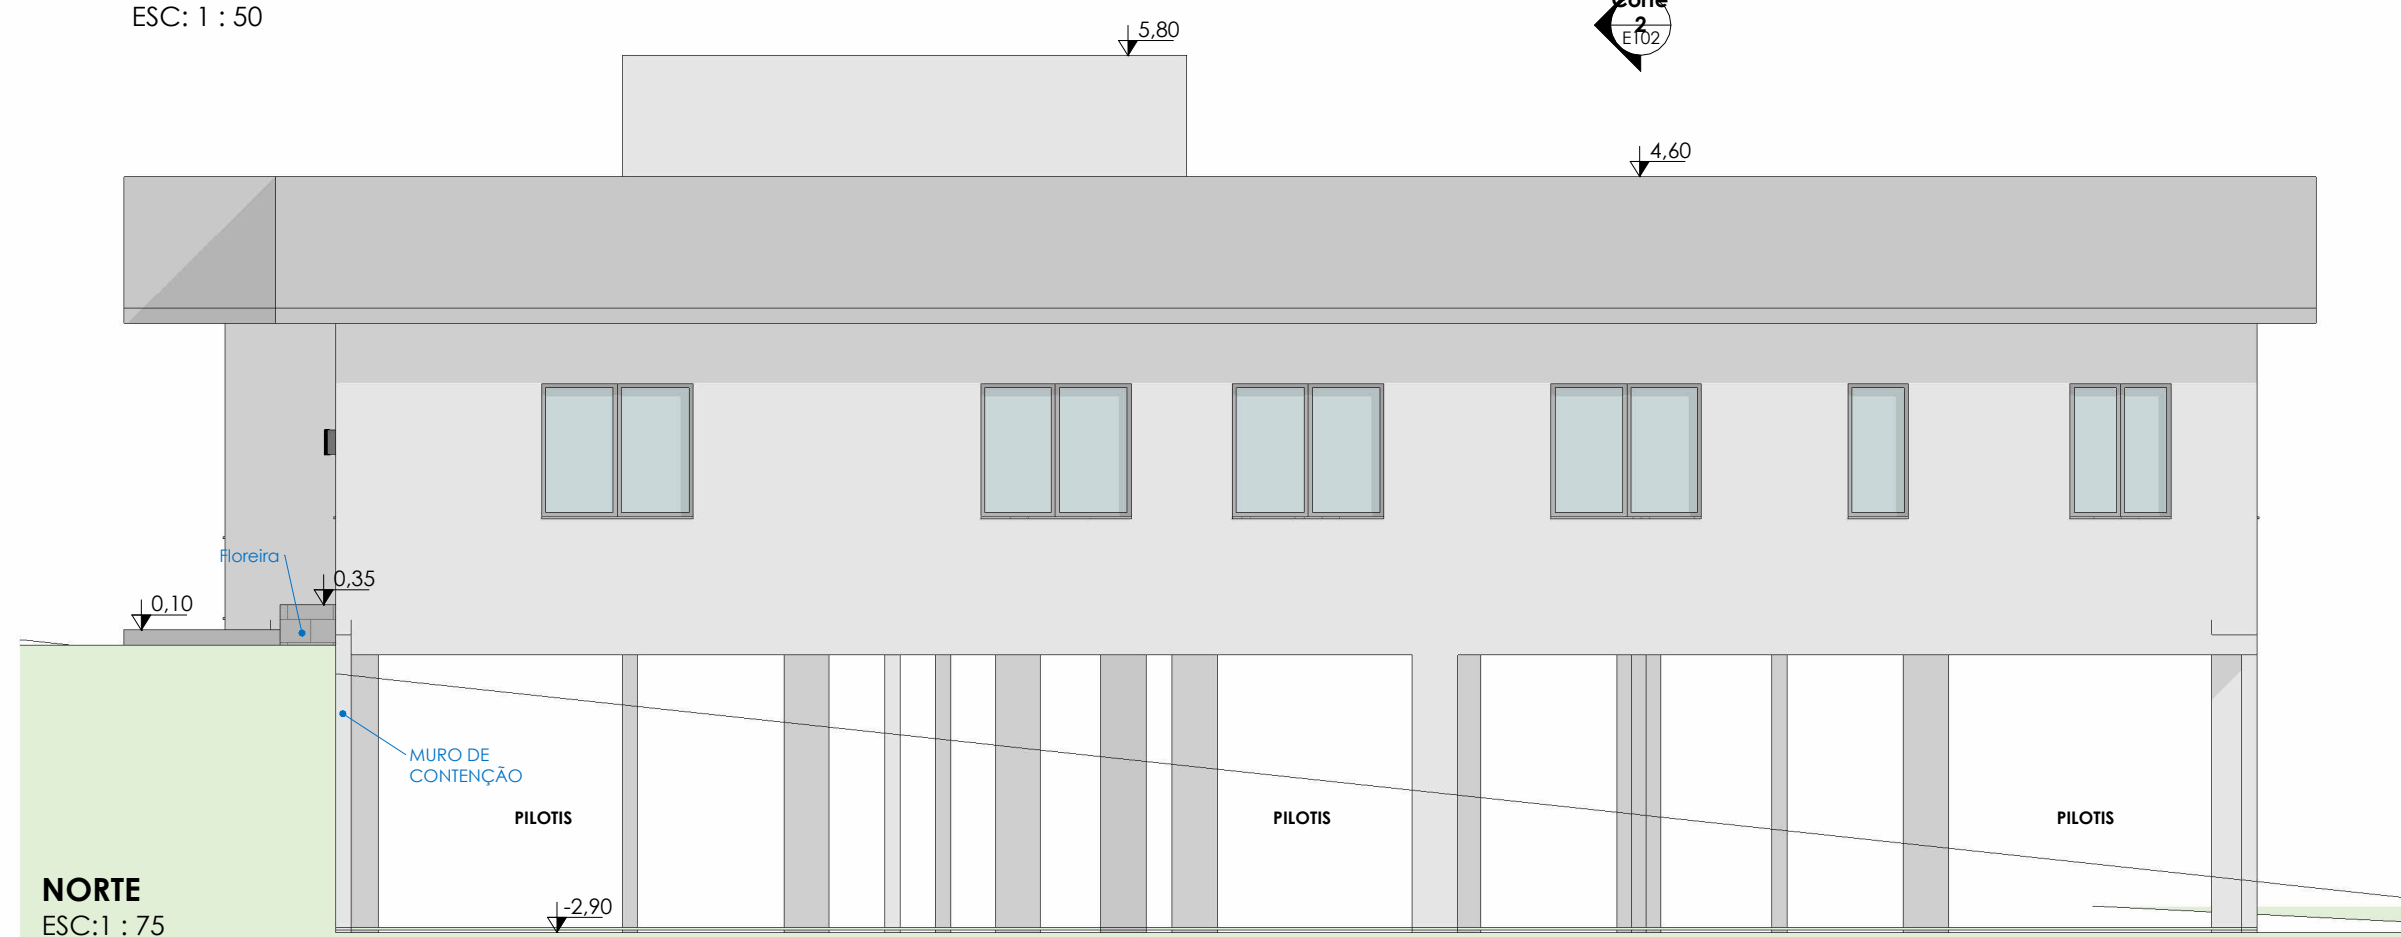 ESC: 1 : 50
Corte
2
E102
5,80
4,60
Floreira
0,35
0,10
MURO DE
CONTENÇÃO
PILOTIS
PILOTIS
PILOTIS
NORTE
ESC:1 : 75
-2,90